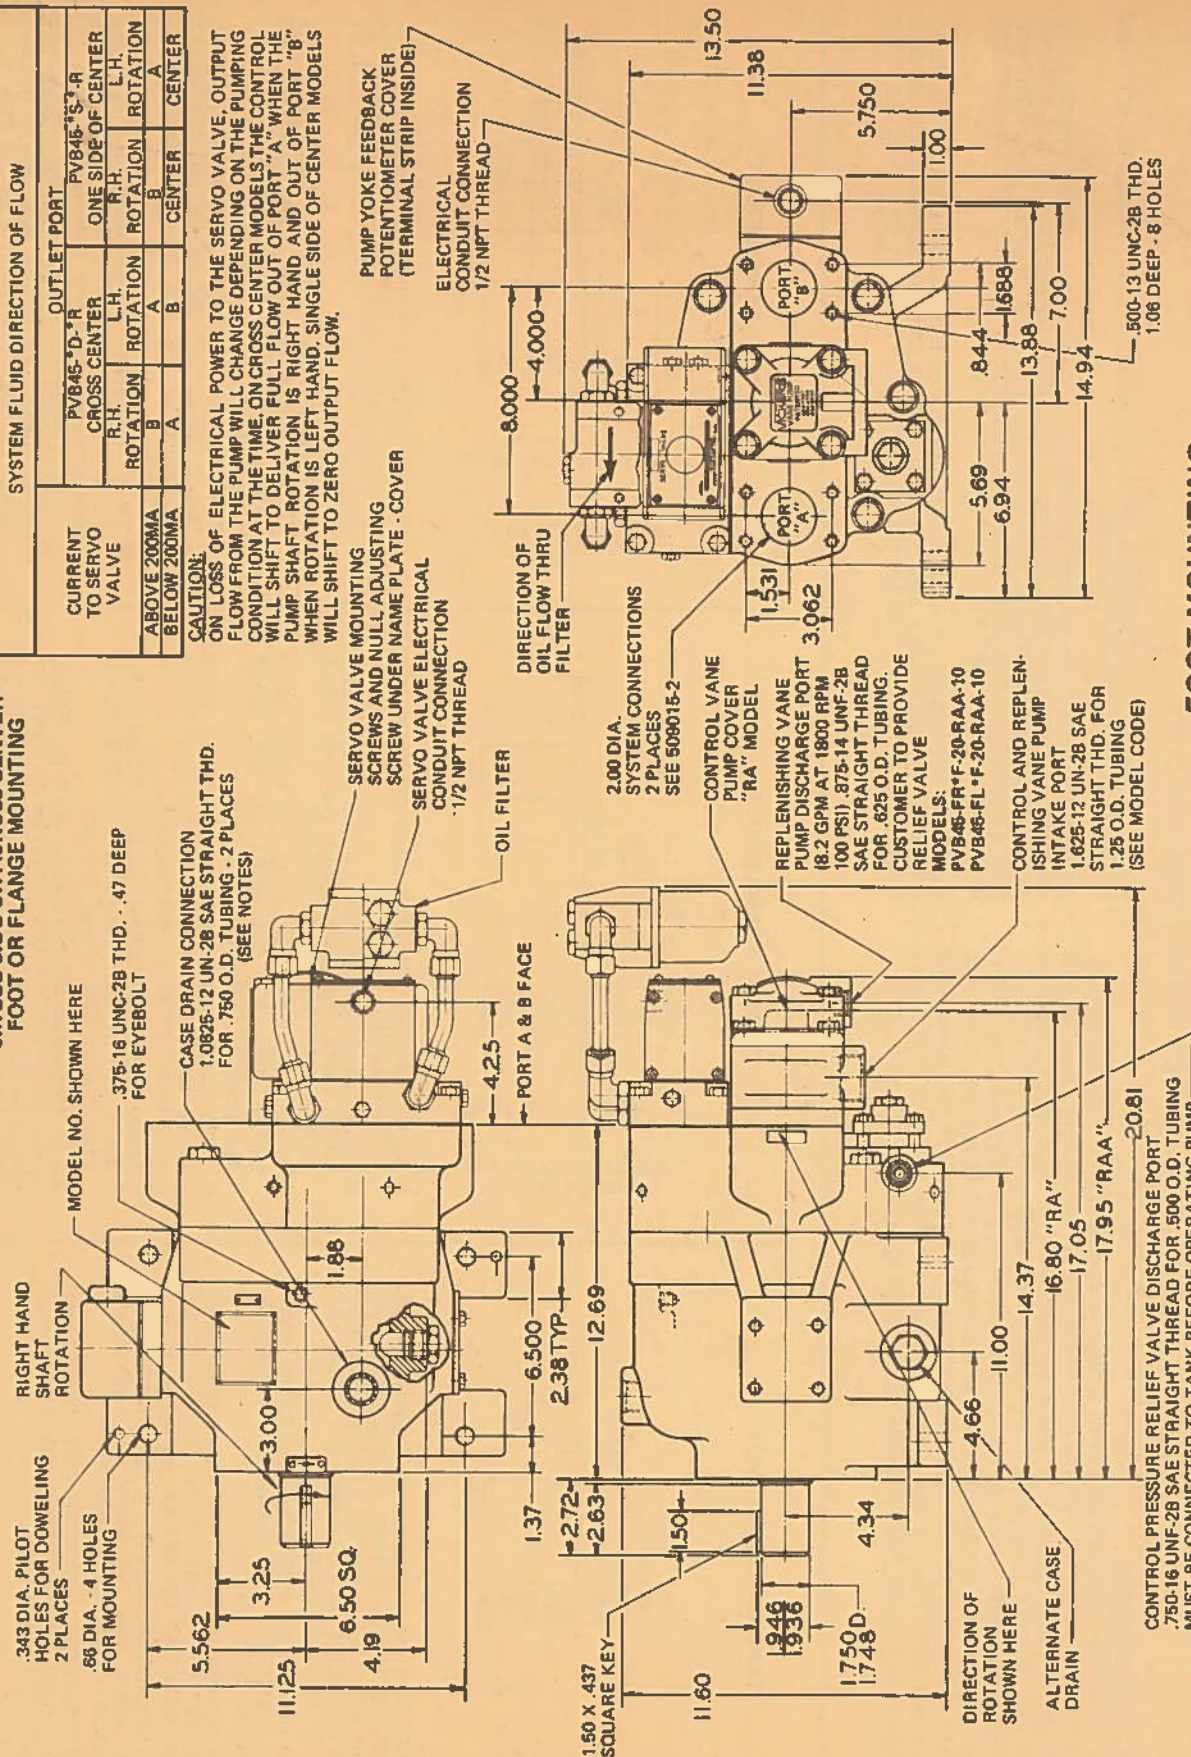 FOOT OR FLANGE MOUNTING
SYSTEM FLUID DIRECTION OF FLOW
CURRENT
TO SERVO
VALVE
OUTLET PORT
PVB45-*D-*R
CROSS CENTER
PVB45-*S-*-R
ONE SIDE OF CENTER
R.H.
ROTATION
L.H.
ROTATION
R.H.
ROTATION
L.H.
ROTATION
ABOVE 200MA B A B A
BELOW 200MA A B CENTER CENTER
CAUTION:
ON LOSS OF ELECTRICAL POWER TO THE SERVO VALVE, OUTPUT
FLOW FROM THE PUMP WILL CHANGE DEPENDING ON THE PUMPING
CONDITION AT THE TIME. ON CROSS CENTER MODELS THE CONTROL
WILL SHIFT TO DELIVER FULL FLOW OUT OF PORT "A" WHEN THE
PUMP SHAFT ROTATION IS RIGHT HAND AND OUT OF PORT "B"
WHEN ROTATION IS LEFT HAND. SINGLE SIDE OF CENTER MODELS
WILL SHIFT TO ZERO OUTPUT FLOW.
.343 DIA. PILOT
HOLES FOR DOWELING
2 PLACES
.66 DIA. - 4 HOLES
FOR MOUNTING
RIGHT HAND
SHAFT
ROTATION
MODEL NO. SHOWN HERE
.375-16 UNC-2B THD. - .47 DEEP
FOR EYEBOLT
CASE DRAIN CONNECTION
1.0625-12 UN-2B SAE STRAIGHT THD.
FOR .750 O.D. TUBING - 2 PLACES
(SEE NOTES)
SERVO VALVE MOUNTING
SCREWS AND NULL ADJUSTING
SCREW UNDER NAME PLATE - COVER
SERVO VALVE ELECTRICAL
CONDUIT CONNECTION
1/2 NPT THREAD
OIL FILTER
5.562
11.125
3.25
6.50 SQ.
4.19
3.00
1.88
4.25
PORT A & B FACE
1.37
6.500
2.38 TYP.
12.69
PUMP YOKE FEEDBACK
POTENTIOMETER COVER
(TERMINAL STRIP INSIDE)
ELECTRICAL
CONDUIT CONNECTION
1/2 NPT THREAD
8.000
4.000
DIRECTION OF
OIL FLOW THRU
FILTER
VICKERS
PORT
"A"
PORT
"B"
13.50
11.38
5.750
1.00
1.531
3.062
2.00 DIA.
SYSTEM CONNECTIONS
2 PLACES
SEE 509015-2
5.69
6.94
.844
1.688
7.00
13.88
14.94
.500-13 UNC-2B THD.
1.06 DEEP - 8 HOLES
1.50 X .437
SQUARE KEY
2.72
2.63
1.50
11.60
1.946
1.936
1.750
1.748 D.
4.34
4.66
11.00
14.37
16.80 "RA"
17.05
17.95 "RAA"
20.81
DIRECTION OF
ROTATION
SHOWN HERE
ALTERNATE CASE
DRAIN
CONTROL VANE
PUMP COVER
"RA" MODEL
REPLENISHING VANE
PUMP DISCHARGE PORT
(8.2 GPM AT 1800 RPM
100 PSI) .875-14 UNF-2B
SAE STRAIGHT THREAD
FOR .625 O.D. TUBING.
CUSTOMER TO PROVIDE
RELIEF VALVE
MODELS:
PVB45-FR*F-20-RAA-10
PVB45-FL*F-20-RAA-10
CONTROL AND REPLEN-
ISHING VANE PUMP
INTAKE PORT
1.625-12 UN-2B SAE
STRAIGHT THD. FOR
1.25 O.D. TUBING
(SEE MODEL CODE)
CONTROL PRESSURE RELIEF VALVE DISCHARGE PORT
.750-16 UNF-2B SAE STRAIGHT THREAD FOR .500 O.D. TUBING
MUST BE CONNECTED TO TANK BEFORE OPERATING PUMP
FOOT MOUNTING